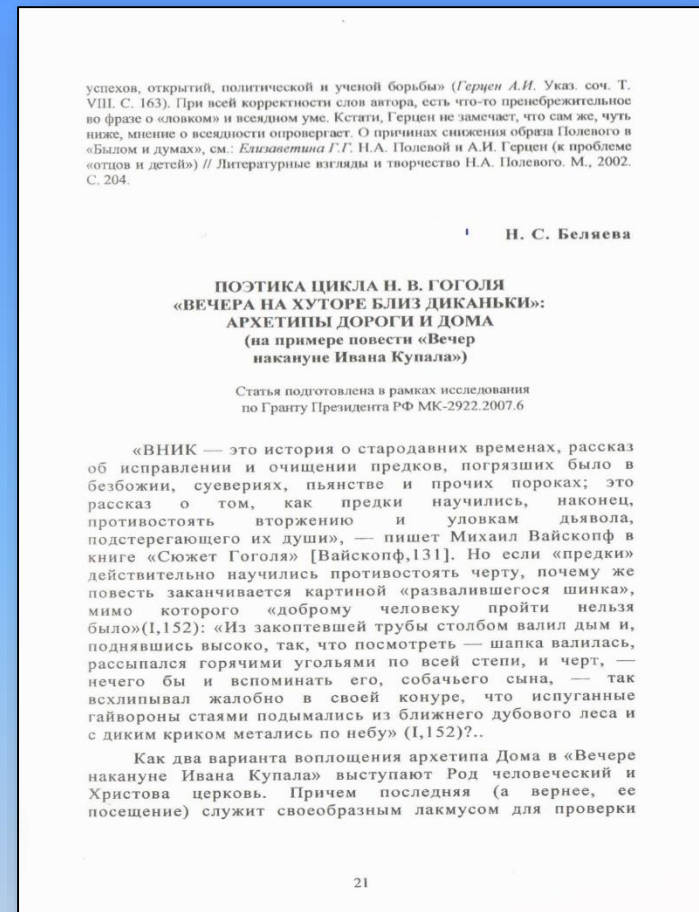 успехов, открытий, политической и ученой борьбы» (Герцен А.И. Указ. соч. Т.
VIII. С. 163). При всей корректности слов автора, есть что-то пренебрежительное
во фразе о «ловком» и всеядном уме. Кстати, Герцен не замечает, что сам же, чуть
ниже, мнение о всеядности опровергает. О причинах снижения образа Полевого в
«Былом и думах», см.: Елизаветина Г.Г. Н.А. Полевой и А.И. Герцен (к проблеме
«отцов и детей») // Литературные взгляды и творчество Н.А. Полевого. М., 2002.
С. 204.
Н. С. Беляева
ПОЭТИКА ЦИКЛА Н. В. ГОГОЛЯ
«ВЕЧЕРА НА ХУТОРЕ БЛИЗ ДИКАНЬКИ»:
АРХЕТИПЫ ДОРОГИ И ДОМА
(на примере повести «Вечер
накануне Ивана Купала»)
Статья подготовлена в рамках исследования
по Гранту Президента РФ МК-2922.2007.6
«ВНИК — это история о стародавних временах, рассказ
об исправлении и очищении предков, погрязших было в
безбожии, суевериях, пьянстве и прочих пороках; это
рассказ о том, как предки научились, наконец,
противостоять вторжению и уловкам дьявола,
подстерегающего их души», — пишет Михаил Вайскопф в
книге «Сюжет Гоголя» [Вайскопф,131]. Но если «предки»
действительно научились противостоять черту, почему же
повесть заканчивается картиной «развалившегося шинка»,
мимо которого «доброму человеку пройти нельзя
было»(I,152): «Из закоптевшей трубы столбом валил дым и,
поднявшись высоко, так, что посмотреть — шапка валилась,
рассыпался горячими угольями по всей степи, и черт, —
нечего бы и вспоминать его, собачьего сына, — так
всхлипывал жалобно в своей конуре, что испуганные
гайвороны стаями подымались из ближнего дубового леса и
с диким криком метались по небу» (I,152)?..
Как два варианта воплощения архетипа Дома в «Вечере
накануне Ивана Купала» выступают Род человеческий и
Христова церковь. Причем последняя (а вернее, ее
посещение) служит своеобразным лакмусом для проверки
21